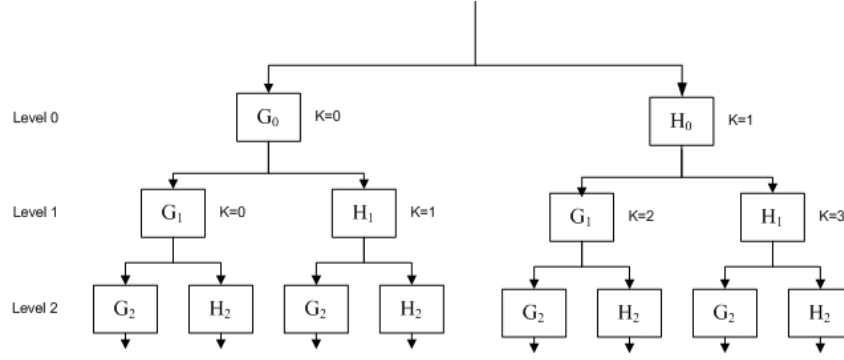 Level 0 G₀ K=0 H₀ K=1
Level 1 G₁ K=0 H₁ K=1 G₁ K=2 H₁ K=3
Level 2 G₂ H₂ G₂ H₂ G₂ H₂ G₂ H₂